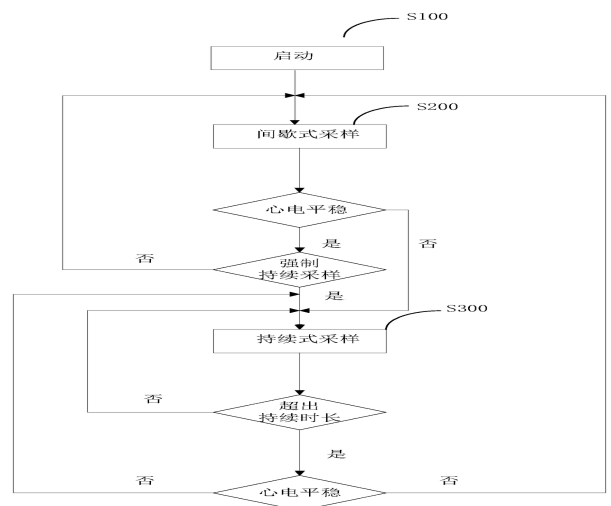 S100
启动
S200
间歇式采样
心电平稳
是
否
否
强制
持续采样
是
S300
持续式采样
否
超出
持续时长
是
否
否
心电平稳